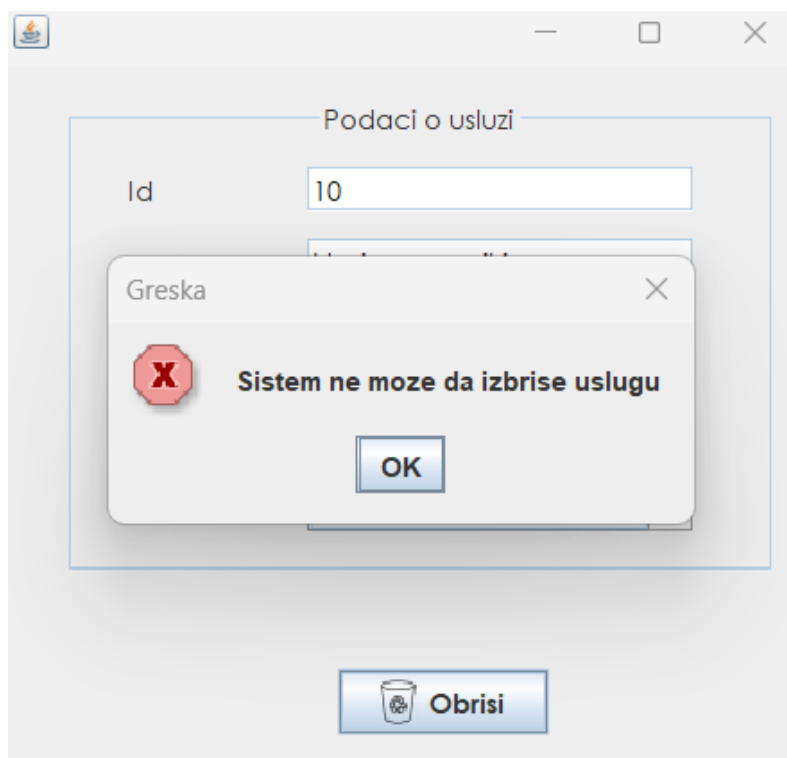 Podaci o usluzi
Id
10
Greska
Sistem ne moze da izbrise uslugu
OK
Obrisi